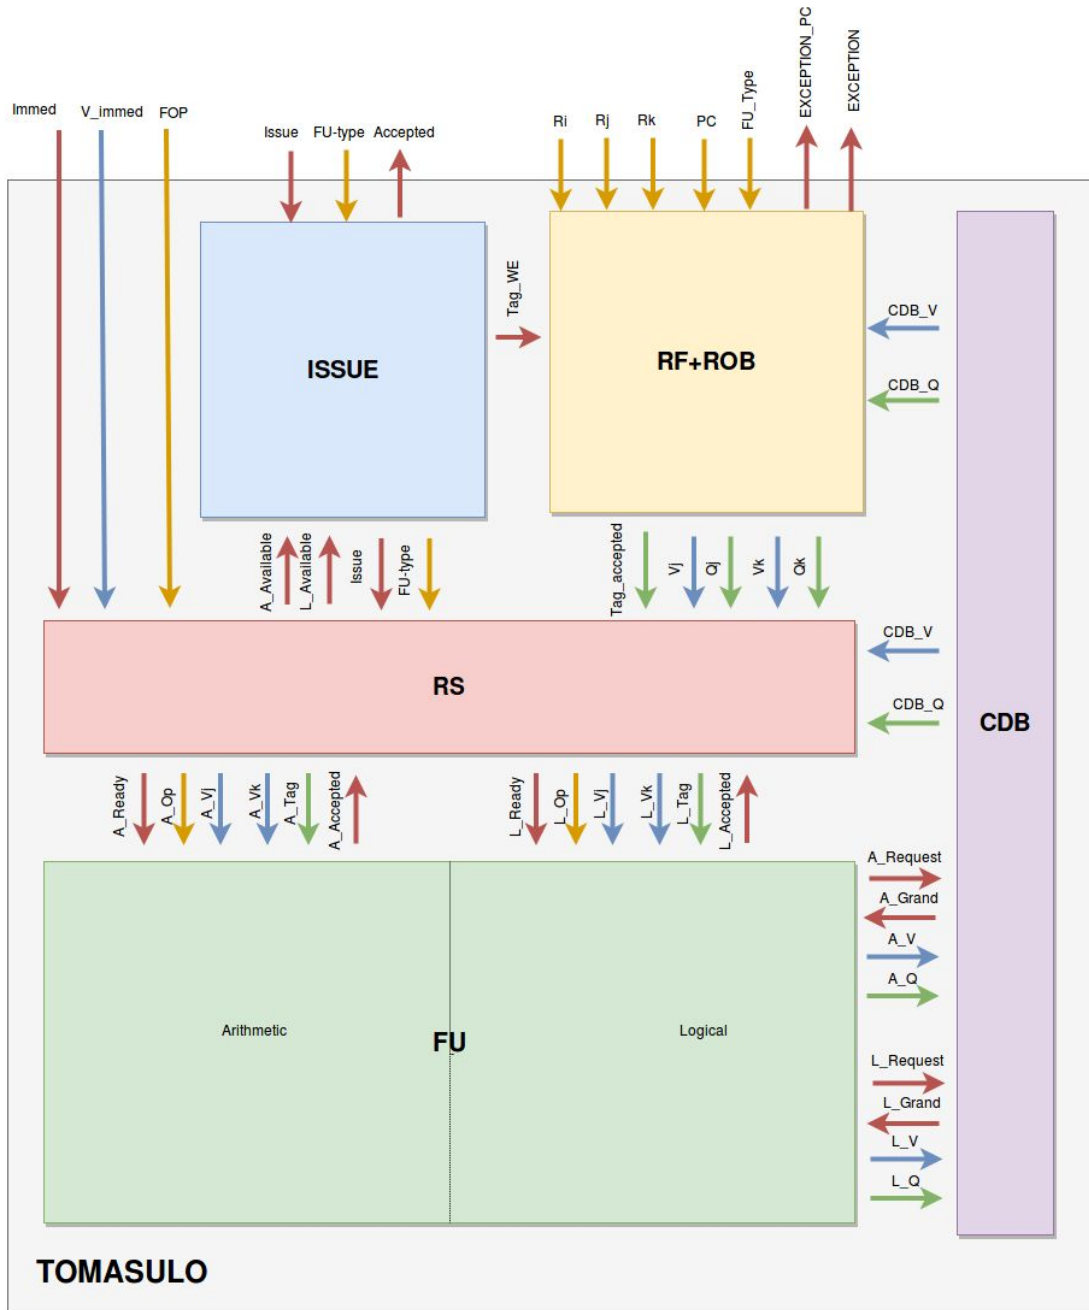 EXCEPTION_PC
EXCEPTION
Immed
V_immed
FOP
Issue
FU-type
Accepted
Ri
Rj
Rk
PC
FU_Type
ISSUE
Tag_WE
RF+ROB
CDB_V
CDB_Q
A_Available
L_Available
Issue
FU-type
Tag_accepted
Vj
Qj
Vk
Qk
RS
CDB_V
CDB_Q
CDB
A_Ready
A_Op
A_Vj
A_Vk
A_Tag
A_Accepted
L_Ready
L_Op
L_Vj
L_Vk
L_Tag
L_Accepted
Arithmetic
FU
Logical
A_Request
A_Grand
A_V
A_Q
L_Request
L_Grand
L_V
L_Q
TOMASULO